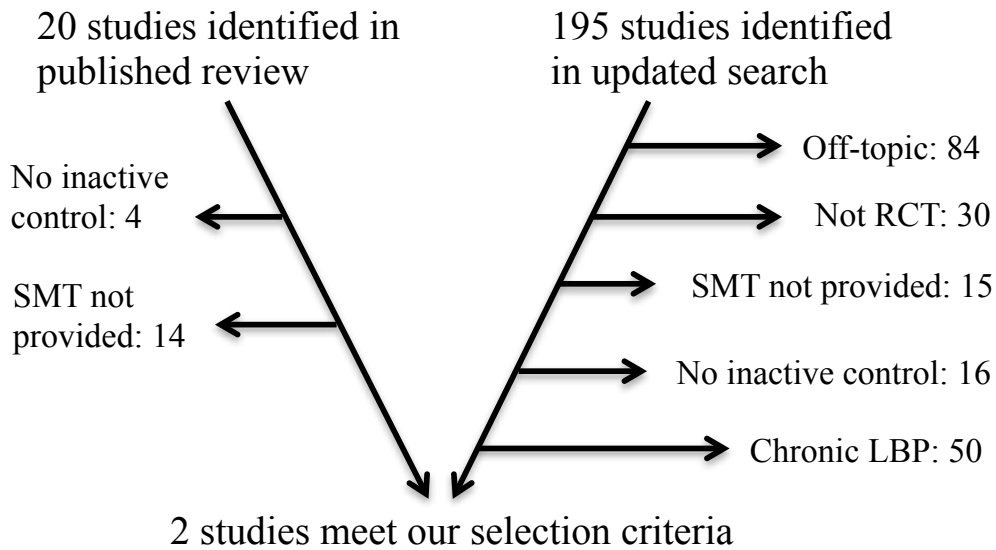 20 studies identified in
published review
195 studies identified
in updated search
No inactive
control: 4
SMT not
provided: 14
Off-topic: 84
Not RCT: 30
SMT not provided: 15
No inactive control: 16
Chronic LBP: 50
2 studies meet our selection criteria